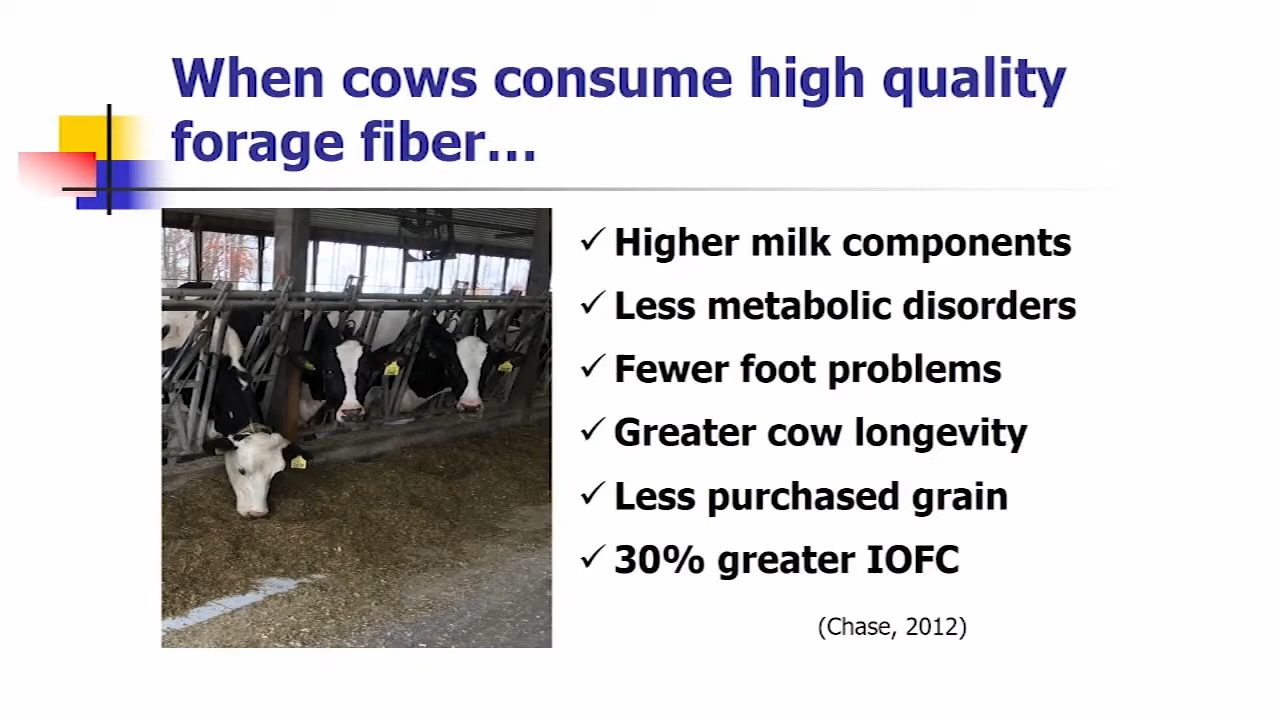 When cows consume high quality
forage fiber…
✓ Higher milk components
✓ Less metabolic disorders
✓ Fewer foot problems
✓ Greater cow longevity
✓ Less purchased grain
✓ 30% greater IOFC
(Chase, 2012)